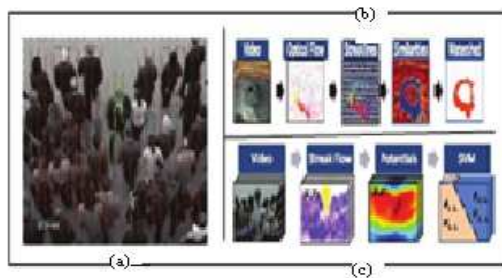 (b)
Video Optical Flow Streaklines Similarities Watershed
Video Streak Flow Potentials SVM
(a)
(c)